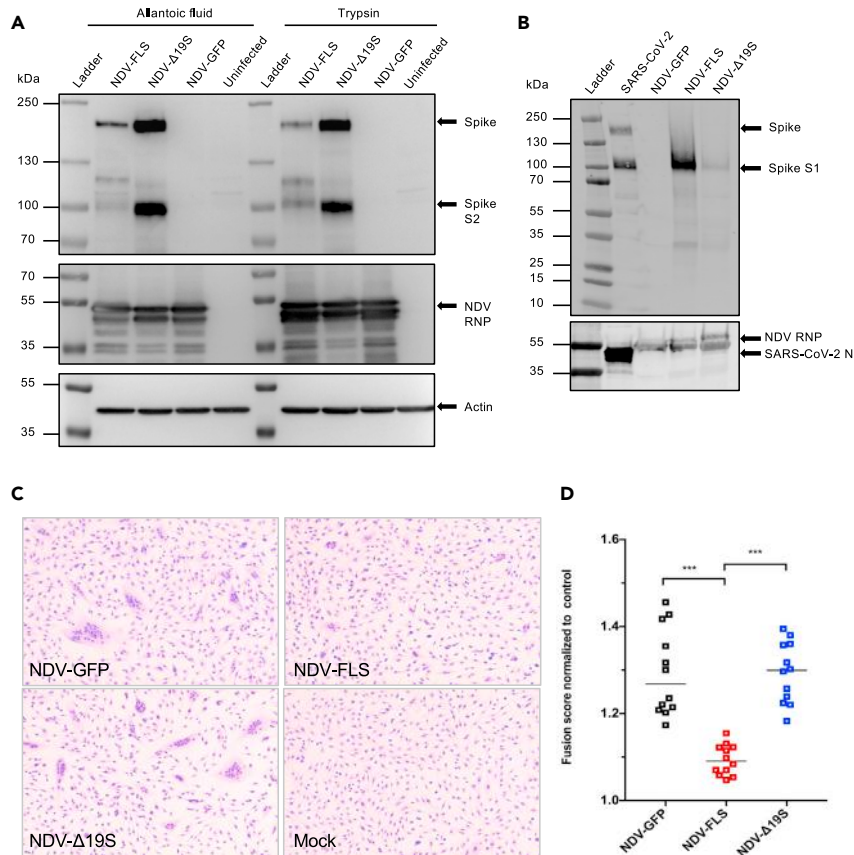 A
Allantoic fluid
Trypsin
kDa
Ladder
NDV-FLS
NDV-Δ19S
NDV-GFP
Uninfected
Ladder
NDV-FLS
NDV-Δ19S
NDV-GFP
Uninfected
250
130
100
70
Spike
Spike
S2
70
55
35
NDV
RNP
55
35
Actin
B
kDa
Ladder
SARS-CoV-2
NDV-GFP
NDV-FLS
NDV-Δ19S
250
130
100
70
55
35
25
15
10
Spike
Spike S1
55
35
NDV RNP
SARS-CoV-2 N
C
NDV-GFP
NDV-FLS
NDV-Δ19S
Mock
D
Fusion score normalized to control
1.6
1.4
1.2
1.0
***
***
NDV-GFP
NDV-FLS
NDV-Δ19S